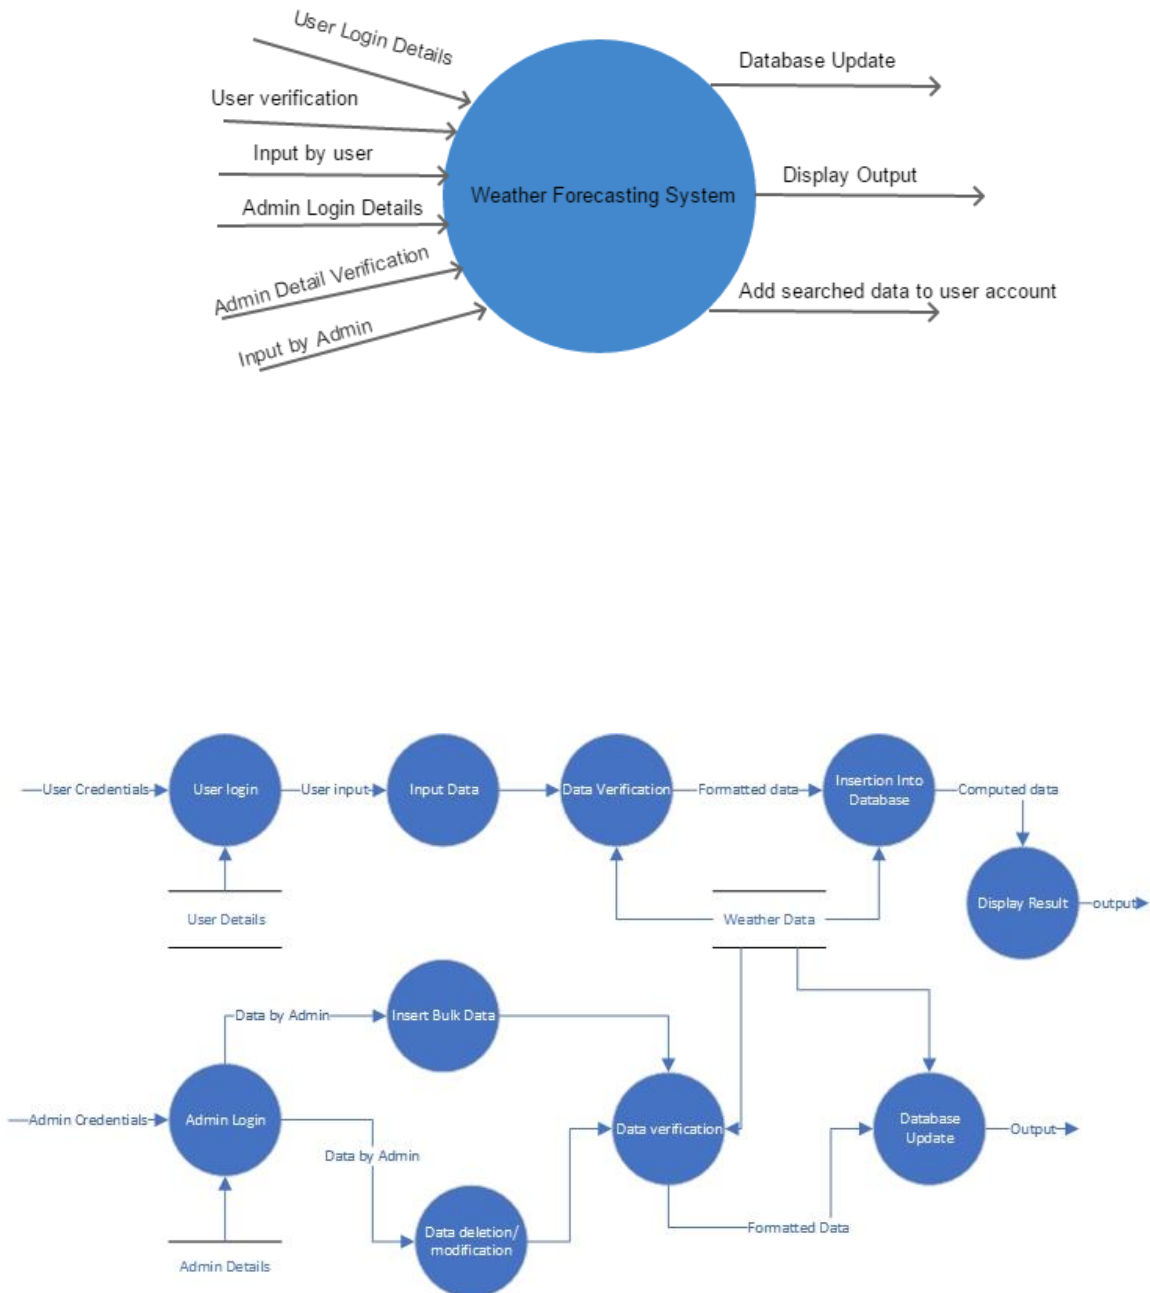 User Login Details
User verification
Input by user
Admin Login Details
Admin Detail Verification
Input by Admin
Weather Forecasting System
Database Update
Display Output
Add searched data to user account
User Credentials
User login
User input
Input Data
Data Verification
Formatted data
Insertion Into
Database
Computed data
User Details
Weather Data
Display Result
output
Data by Admin
Insert Bulk Data
Admin Credentials
Admin Login
Data by Admin
Data verification
Database
Update
Output
Data deletion/
modification
Formatted Data
Admin Details